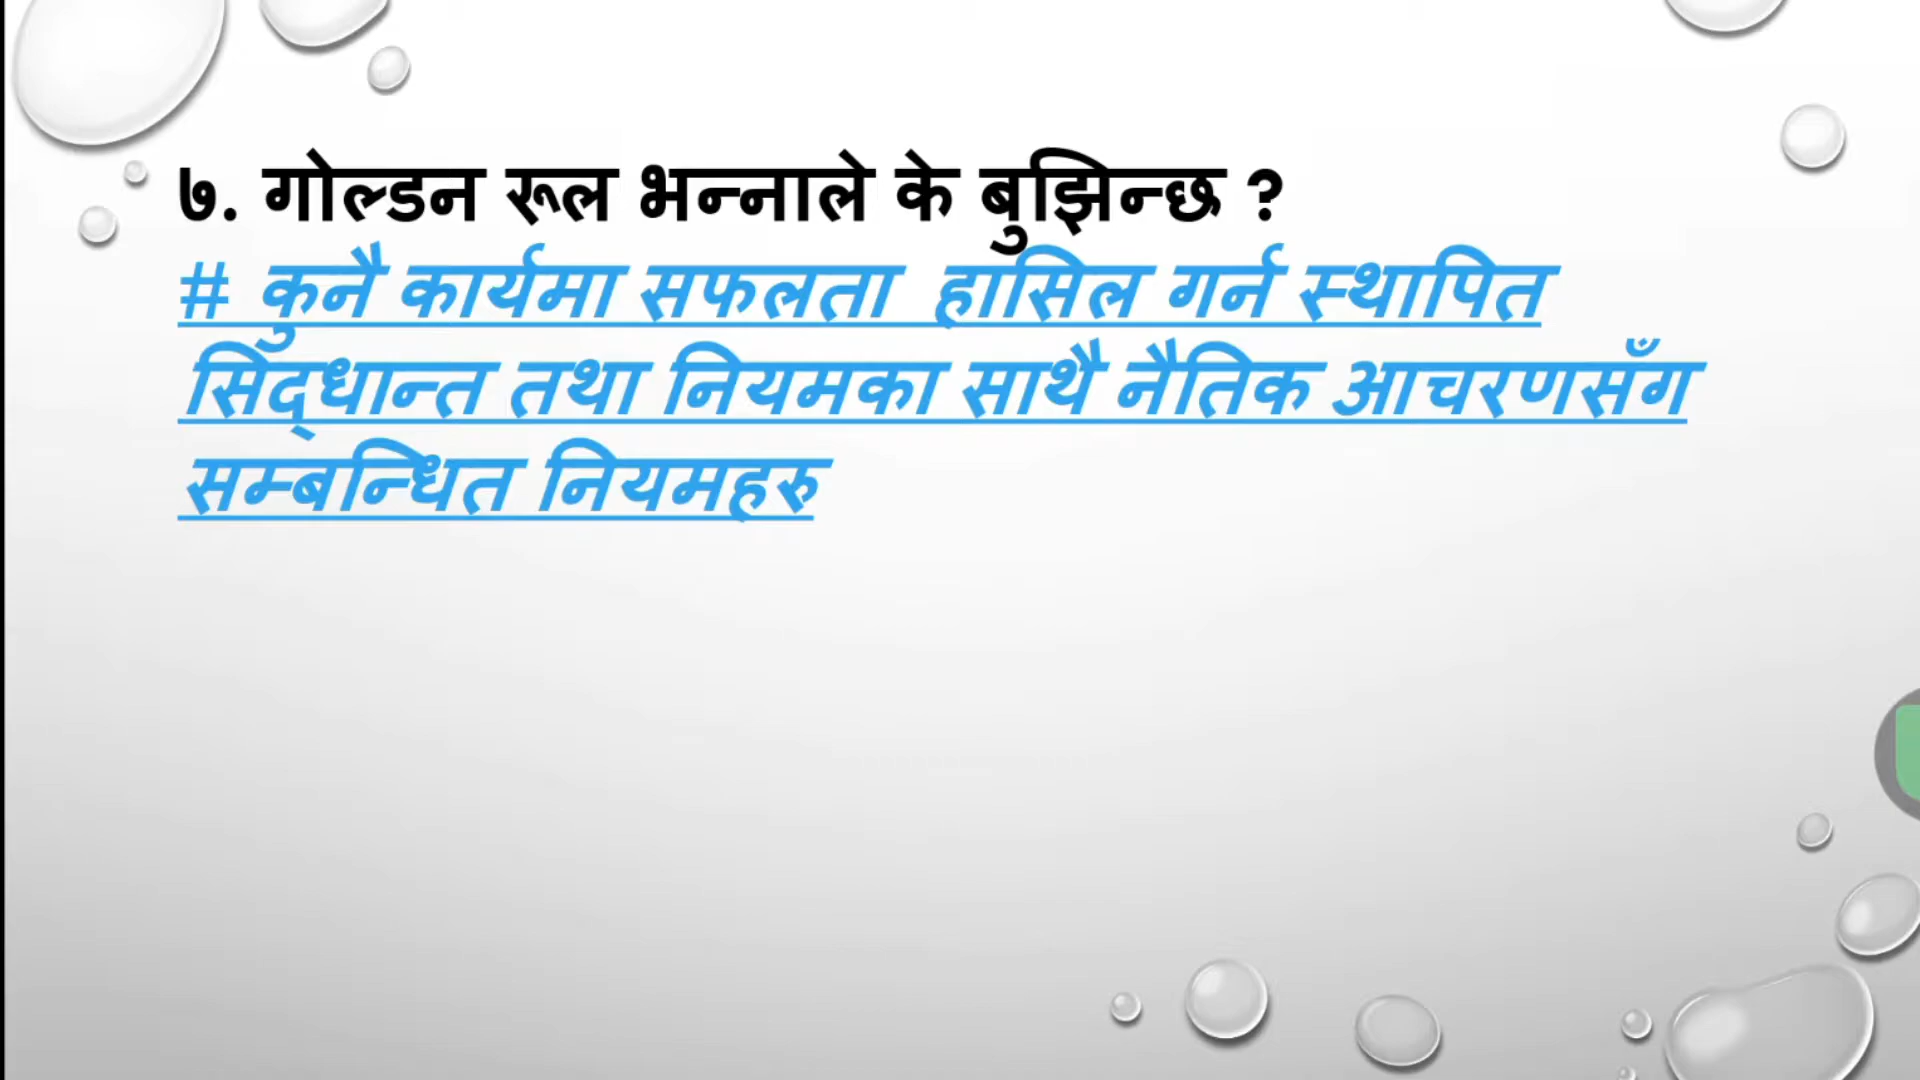 ७. गोल्डन रूल भन्नाले के बुझिन्छ ?
# कुनै कार्यमा सफलता हासिल गर्न स्थापित
सिद्धान्त तथा नियमका साथै नैतिक आचरणसँग
सम्बन्धित नियमहरु